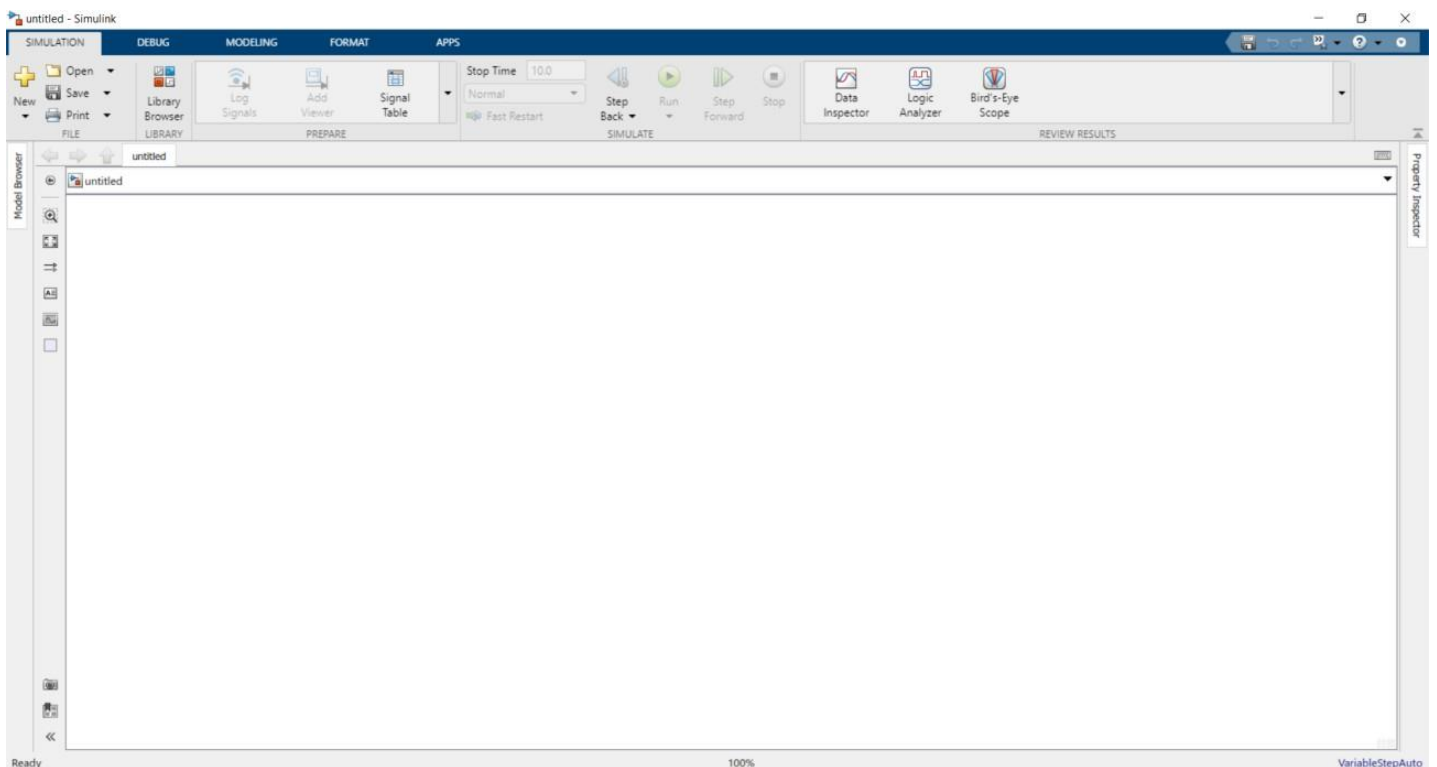 untitled - Simulink
SIMULATION DEBUG MODELING FORMAT APPS
New
Open
Save
Print
FILE
Library Browser
LIBRARY
Log Signals
Add Viewer
Signal Table
PREPARE
Stop Time 10.0
Normal
Fast Restart
Step Back
Run
Step Forward
Stop
SIMULATE
Data Inspector
Logic Analyzer
Bird's-Eye Scope
REVIEW RESULTS
Model Browser
untitled
untitled
Property Inspector
Ready 100% VariableStepAuto